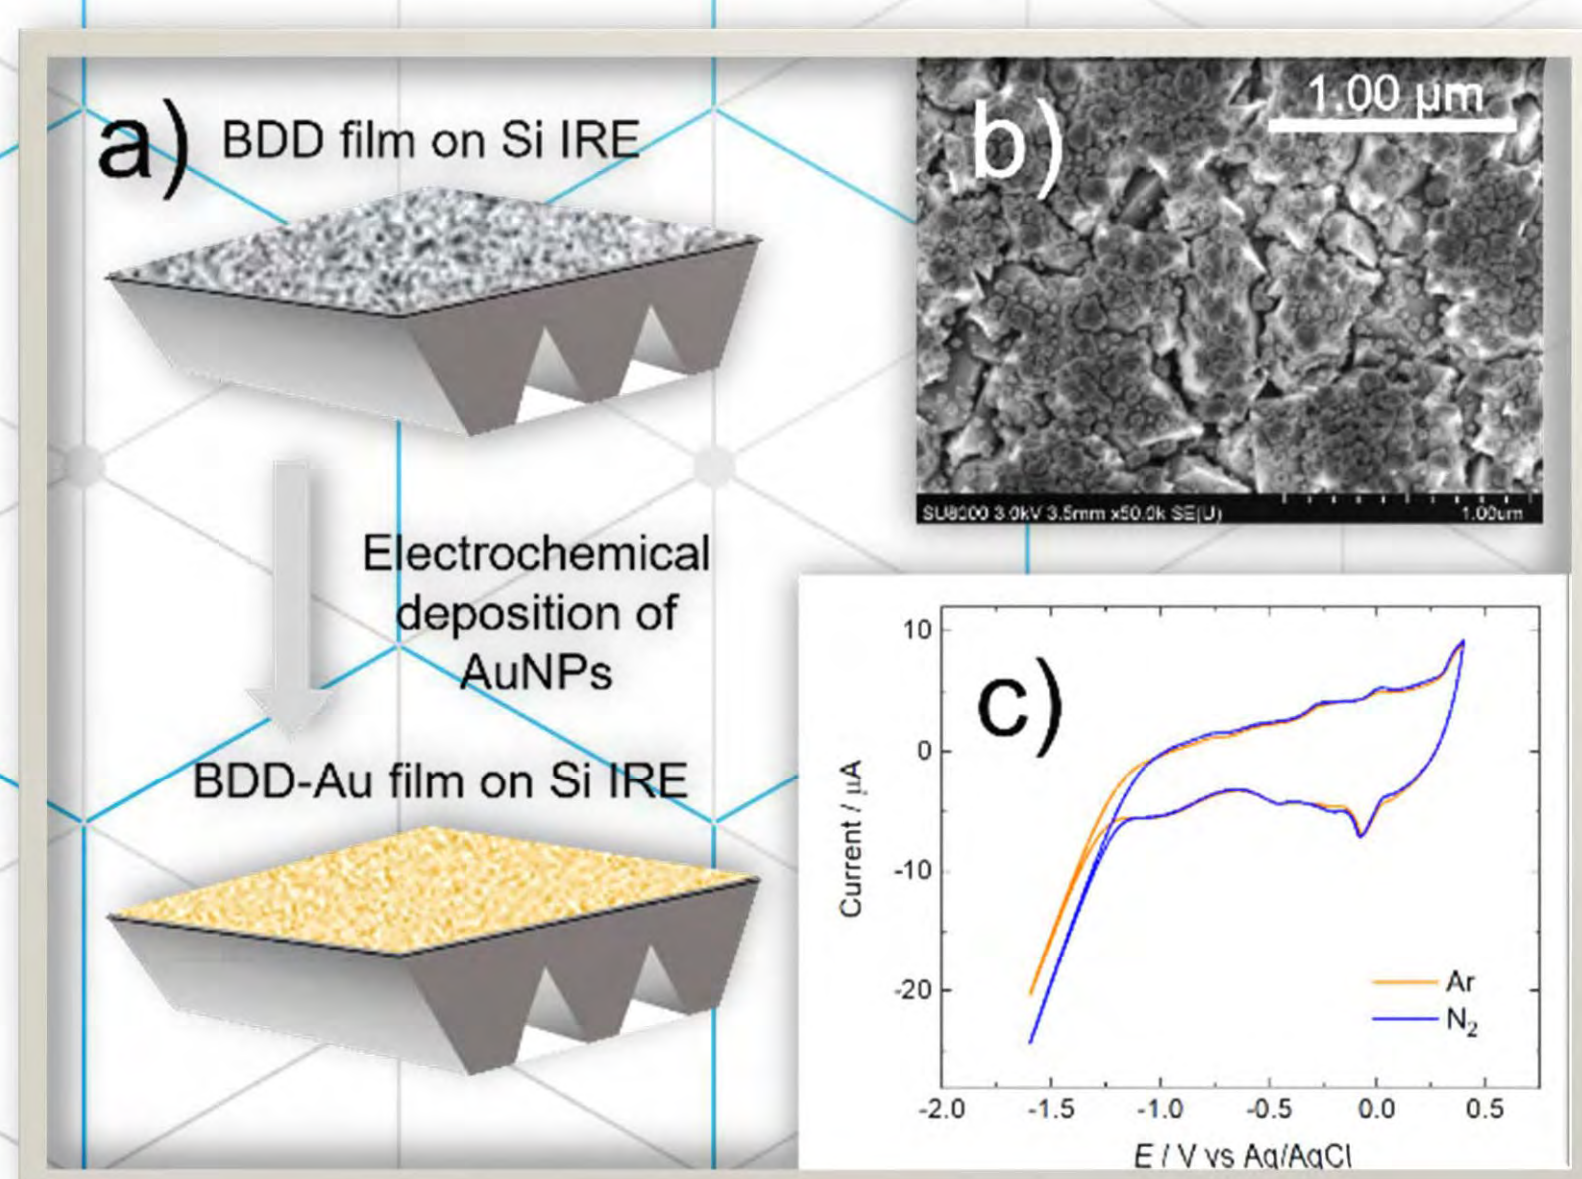 a) BDD film on Si IRE
Electrochemical
deposition of
AuNPs
BDD-Au film on Si IRE
b)
1.00 µm
SU8000 3.0kV 3.5mm x50.0k SE(U)
1.00um
c)
10
0
-10
-20
Current / µA
Ar
N₂
-2.0 -1.5 -1.0 -0.5 0.0 0.5
E / V vs Ag/AgCl